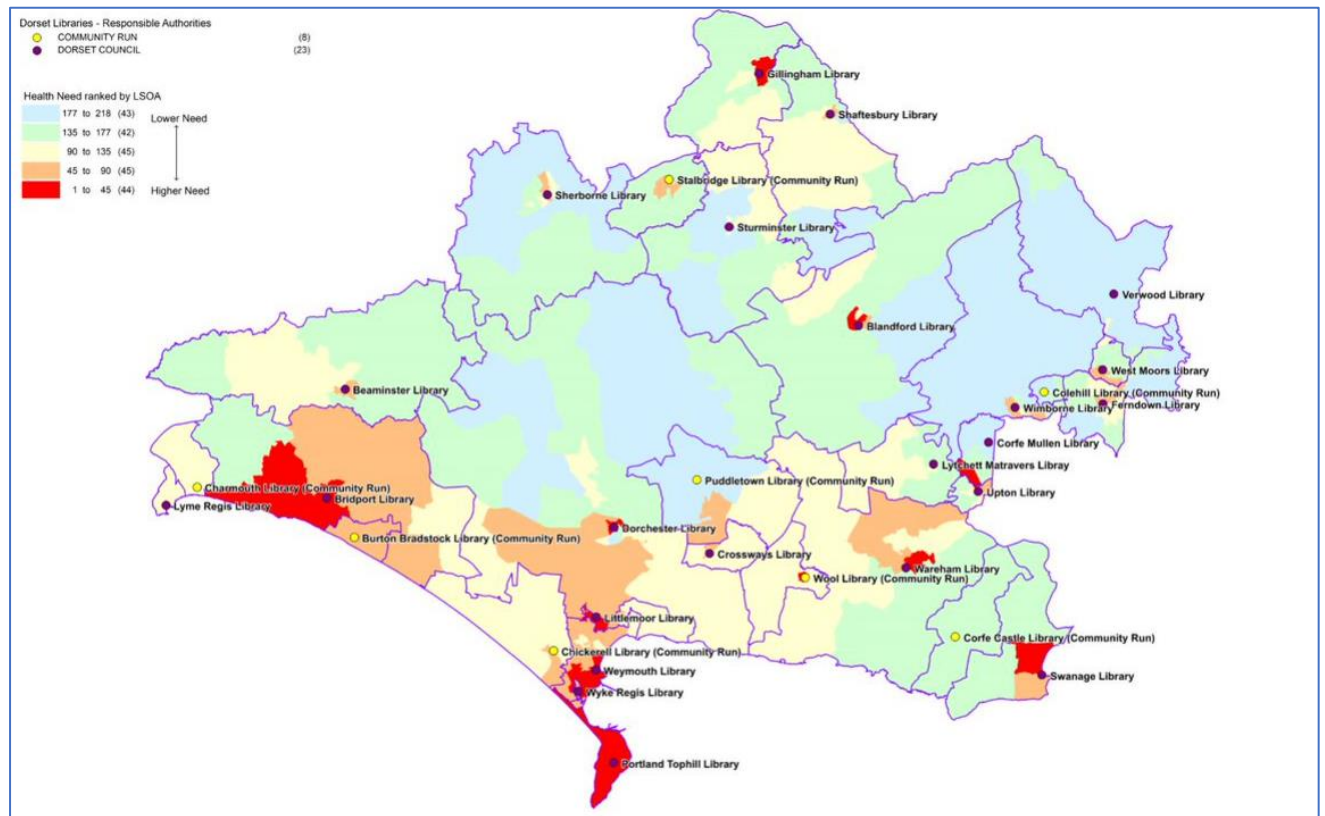 Dorset Libraries - Responsible Authorities
COMMUNITY RUN (8)
DORSET COUNCIL (23)
Health Need ranked by LSOA
177 to 218 (43) Lower Need
135 to 177 (42)
90 to 135 (45)
45 to 90 (45)
1 to 45 (44) Higher Need
Gillingham Library
Shaftesbury Library
Stalbridge Library (Community Run)
Sherborne Library
Sturminster Library
Verwood Library
Blandford Library
West Moors Library
Beaminster Library
Colehill Library (Community Run)
Ferndown Library
Wimborne Library
Corfe Mullen Library
Lytchett Matravers Libray
Puddletown Library (Community Run)
Charmouth Library (Community Run)
Upton Library
Bridport Library
Lyme Regis Library
Dorchester Library
Burton Bradstock Library (Community Run)
Crossways Library
Wareham Library
Wool Library (Community Run)
Littlemoor Library
Corfe Castle Library (Community Run)
Chickerell Library (Community Run)
Weymouth Library
Swanage Library
Wyke Regis Library
Portland Tophill Library